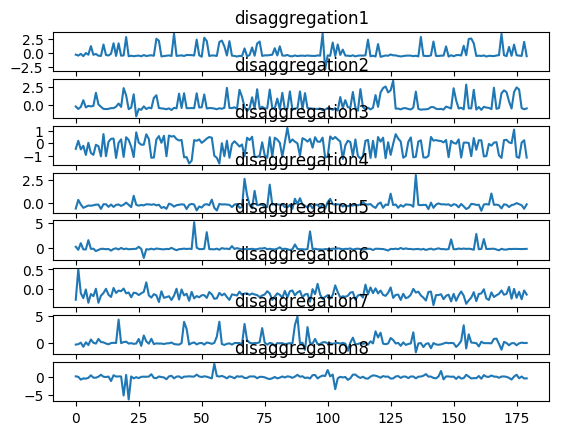 disaggregation1
2.5
0.0
−2.5
disaggregation2
2.5
0.0
disaggregation3
1
0
−1
disaggregation4
2.5
0.0
disaggregation5
5
0
disaggregation6
0.5
0.0
disaggregation7
5
0
disaggregation8
0
−5
0 25 50 75 100 125 150 175